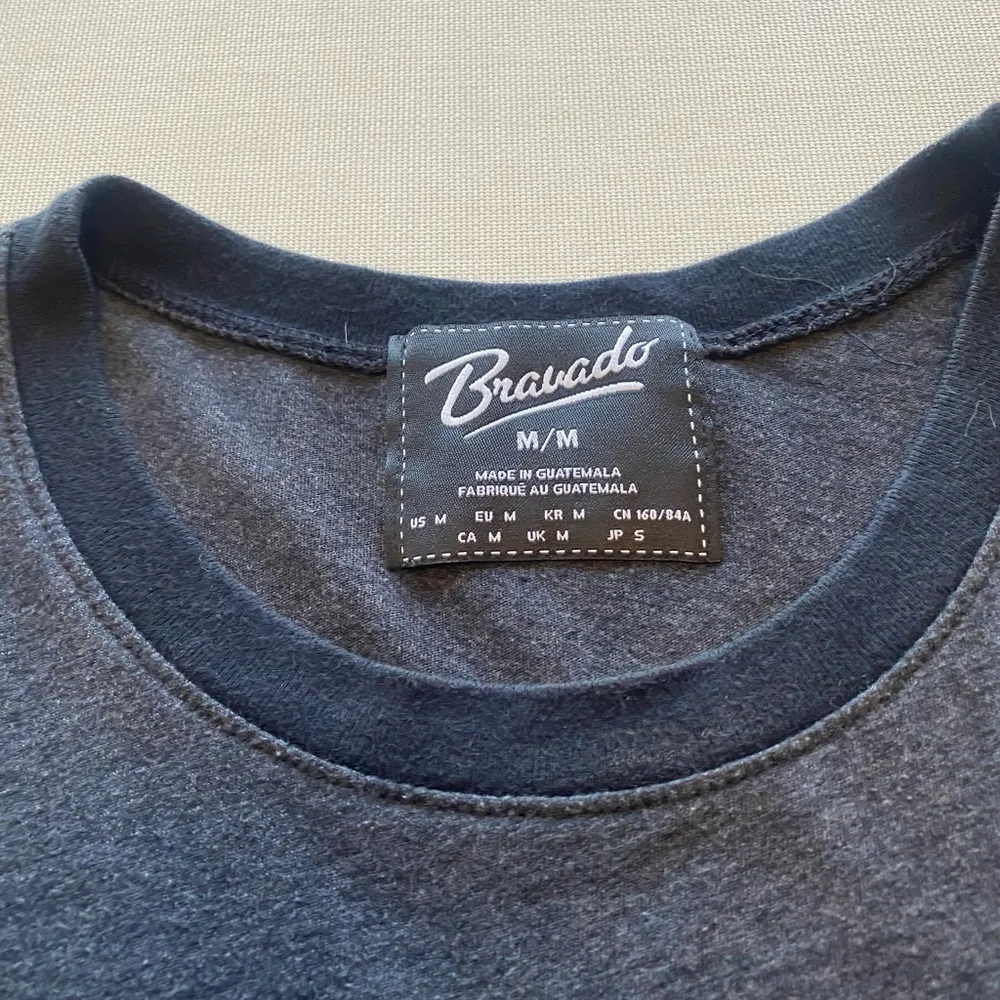 Bravado
M/M
MADE IN GUATEMALA
FABRIQUÉ AU GUATEMALA
US M EU M KR M CN 160/84A
CA M UK M JP S